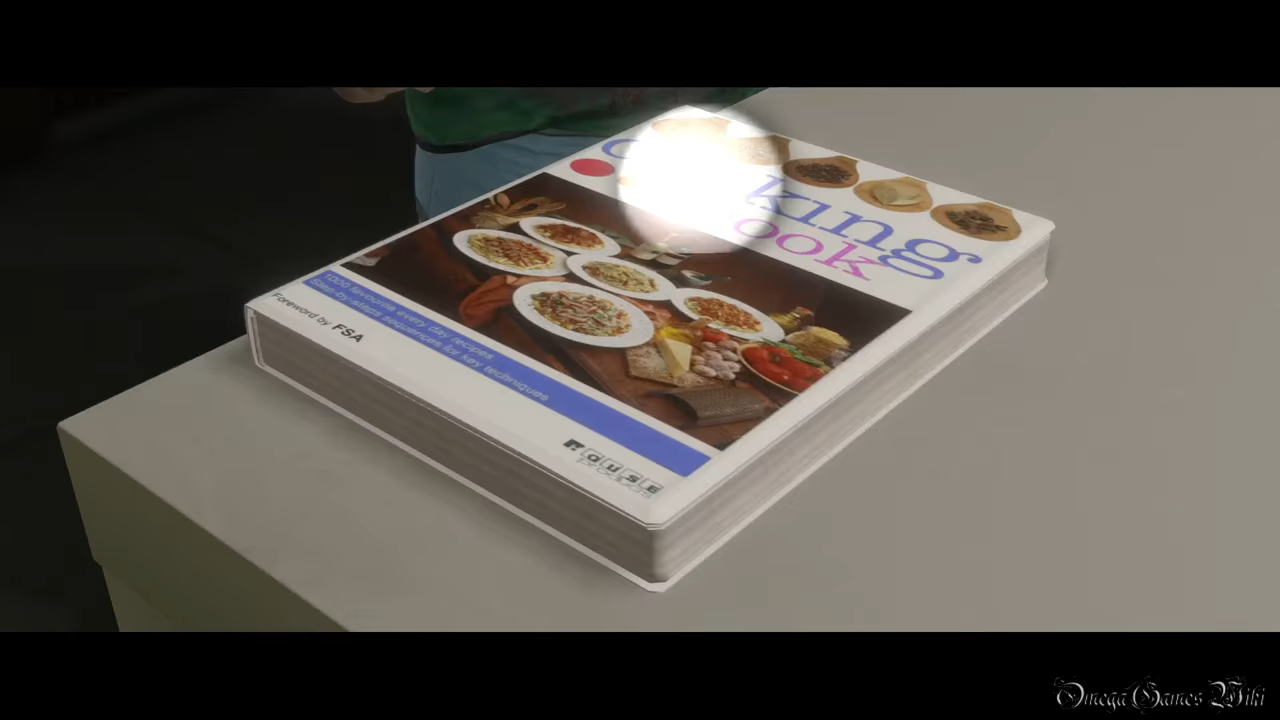 king
ook
1000 favourite every day recipes
Step-by-steps sequences for key techniques
Foreword by FSA
Omega Games Wiki